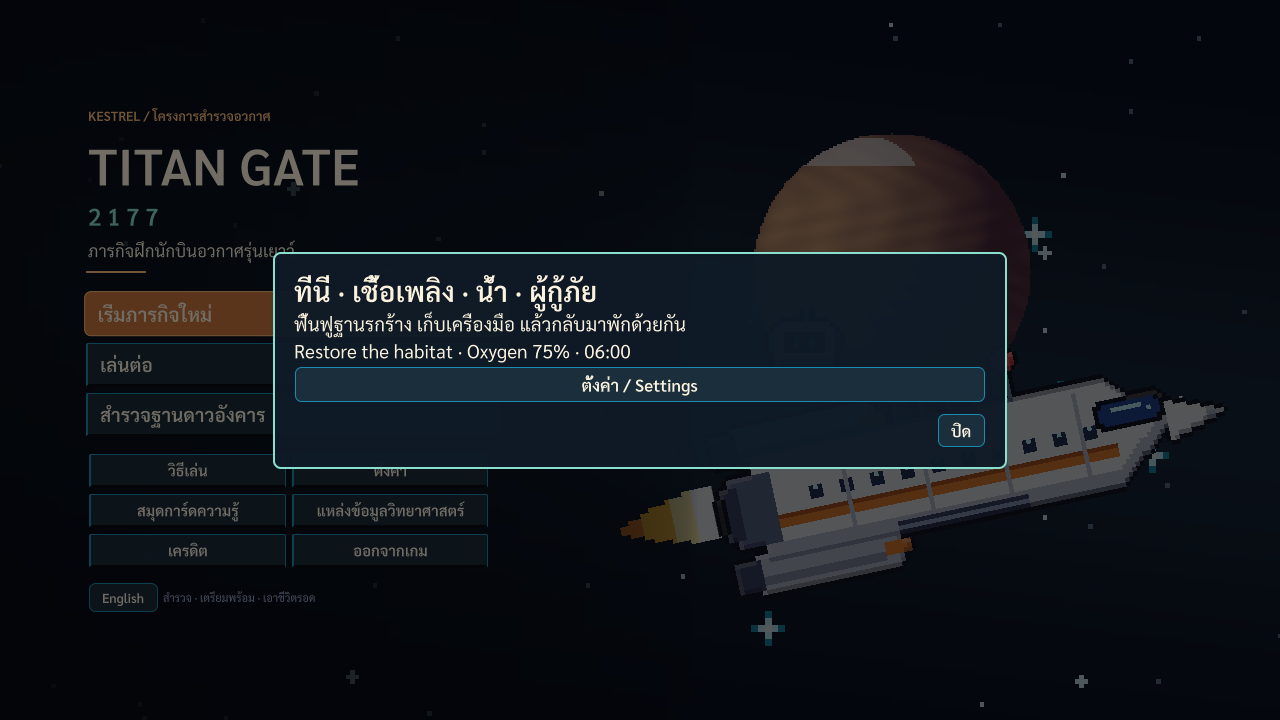 KESTREL / โครงการสำรวจอวกาศ
TITAN GATE
2177
ภารกิจฝึกนักบินอวกาศรุ่นเยาว์
เริ่มภารกิจใหม่
เล่นต่อ
สำรวจฐานดาวอังคาร
ที่นี่ · เชื้อเพลิง · น้ำ · ผู้กู้ภัย
ฟื้นฟูฐานรกร้าง เก็บเครื่องมือ แล้วกลับมาพักด้วยกัน
Restore the habitat · Oxygen 75% · 06:00
ตั้งค่า / Settings
ปิด
วิธีเล่น
ตั้งค่า
สมุดการ์ดความรู้
แหล่งข้อมูลวิทยาศาสตร์
เครดิต
ออกจากเกม
English
สำรวจ · เตรียมพร้อม · เอาชีวิตรอด